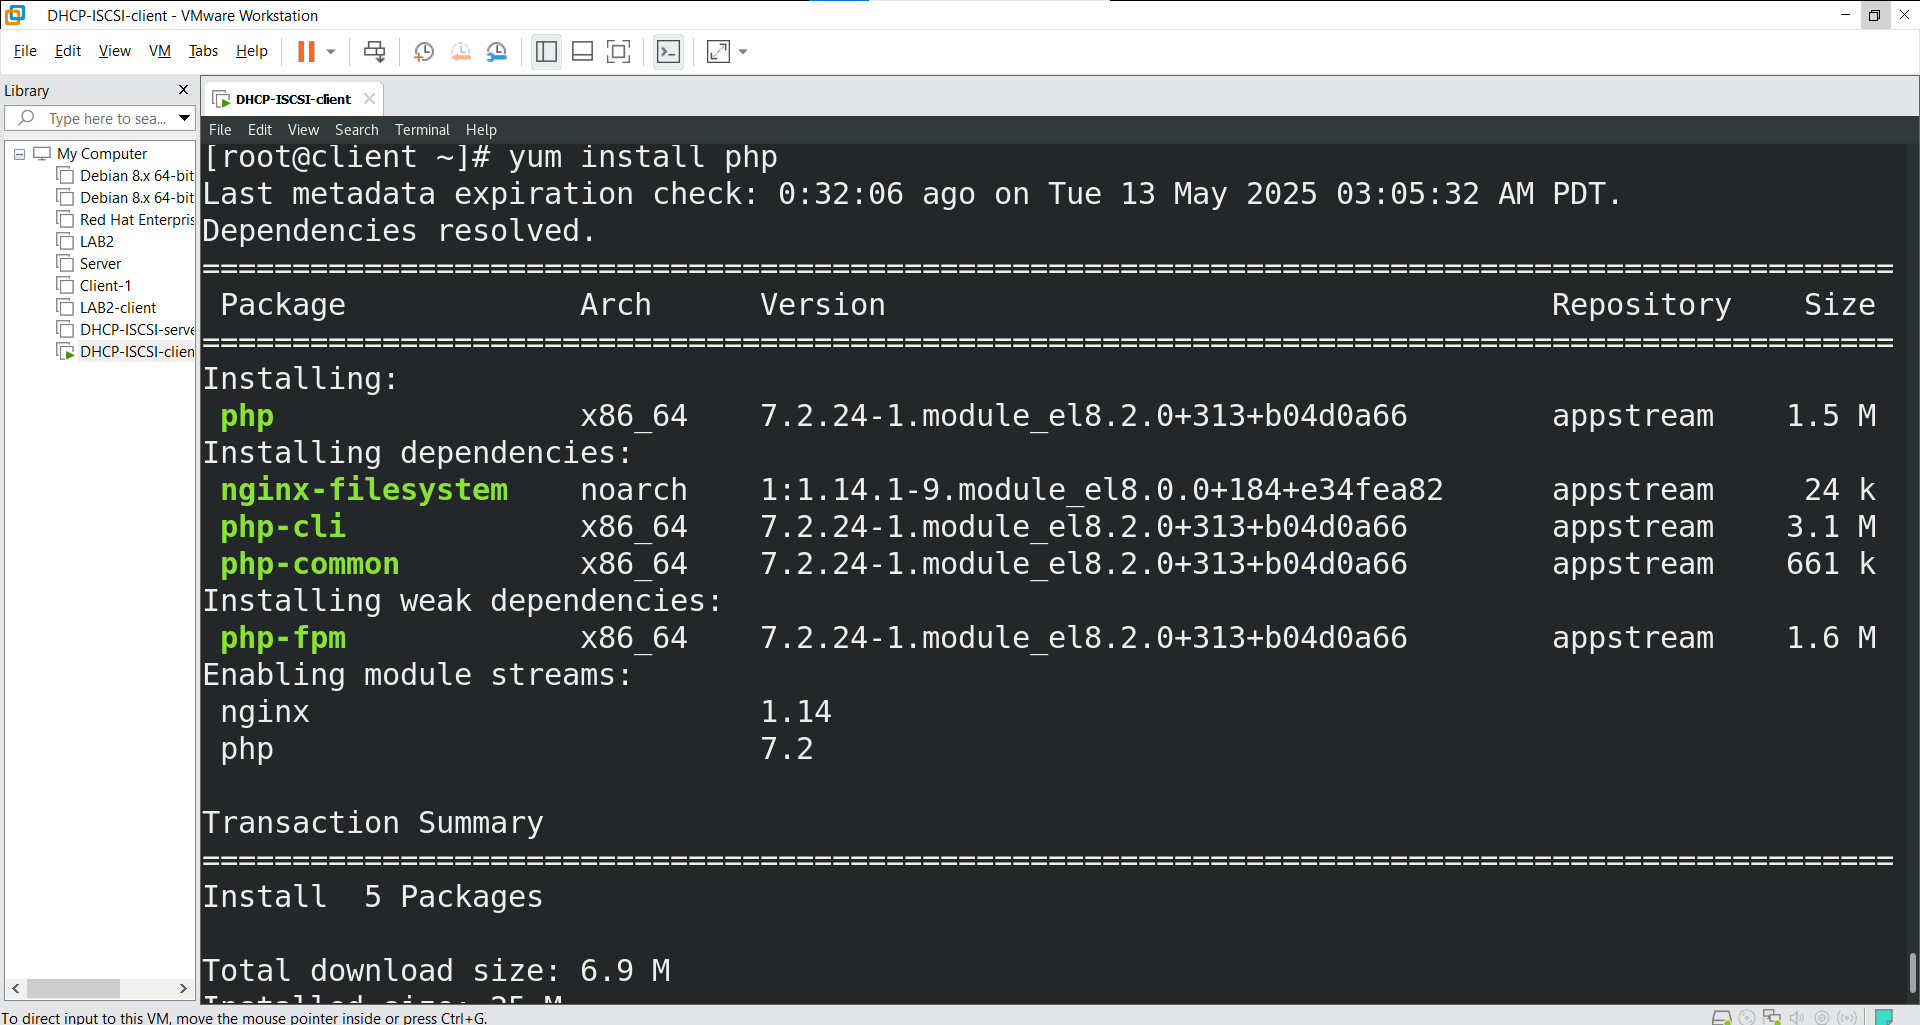 DHCP-ISCSI-client - VMware Workstation
File Edit View VM Tabs Help
Library
Type here to sea...
My Computer
Debian 8.x 64-bit
Debian 8.x 64-bit
Red Hat Enterpris
LAB2
Server
Client-1
LAB2-client
DHCP-ISCSI-serve
DHCP-ISCSI-clien
DHCP-ISCSI-client
File Edit View Search Terminal Help
[root@client ~]# yum install php
Last metadata expiration check: 0:32:06 ago on Tue 13 May 2025 03:05:32 AM PDT.
Dependencies resolved.
==============================================================================================
Package Arch Version Repository Size
==============================================================================================
Installing:
php x86_64 7.2.24-1.module_el8.2.0+313+b04d0a66 appstream 1.5 M
Installing dependencies:
nginx-filesystem noarch 1:1.14.1-9.module_el8.0.0+184+e34fea82 appstream 24 k
php-cli x86_64 7.2.24-1.module_el8.2.0+313+b04d0a66 appstream 3.1 M
php-common x86_64 7.2.24-1.module_el8.2.0+313+b04d0a66 appstream 661 k
Installing weak dependencies:
php-fpm x86_64 7.2.24-1.module_el8.2.0+313+b04d0a66 appstream 1.6 M
Enabling module streams:
nginx 1.14
php 7.2
Transaction Summary
==============================================================================================
Install 5 Packages
Total download size: 6.9 M
Installed size: 25 M
To direct input to this VM, move the mouse pointer inside or press Ctrl+G.